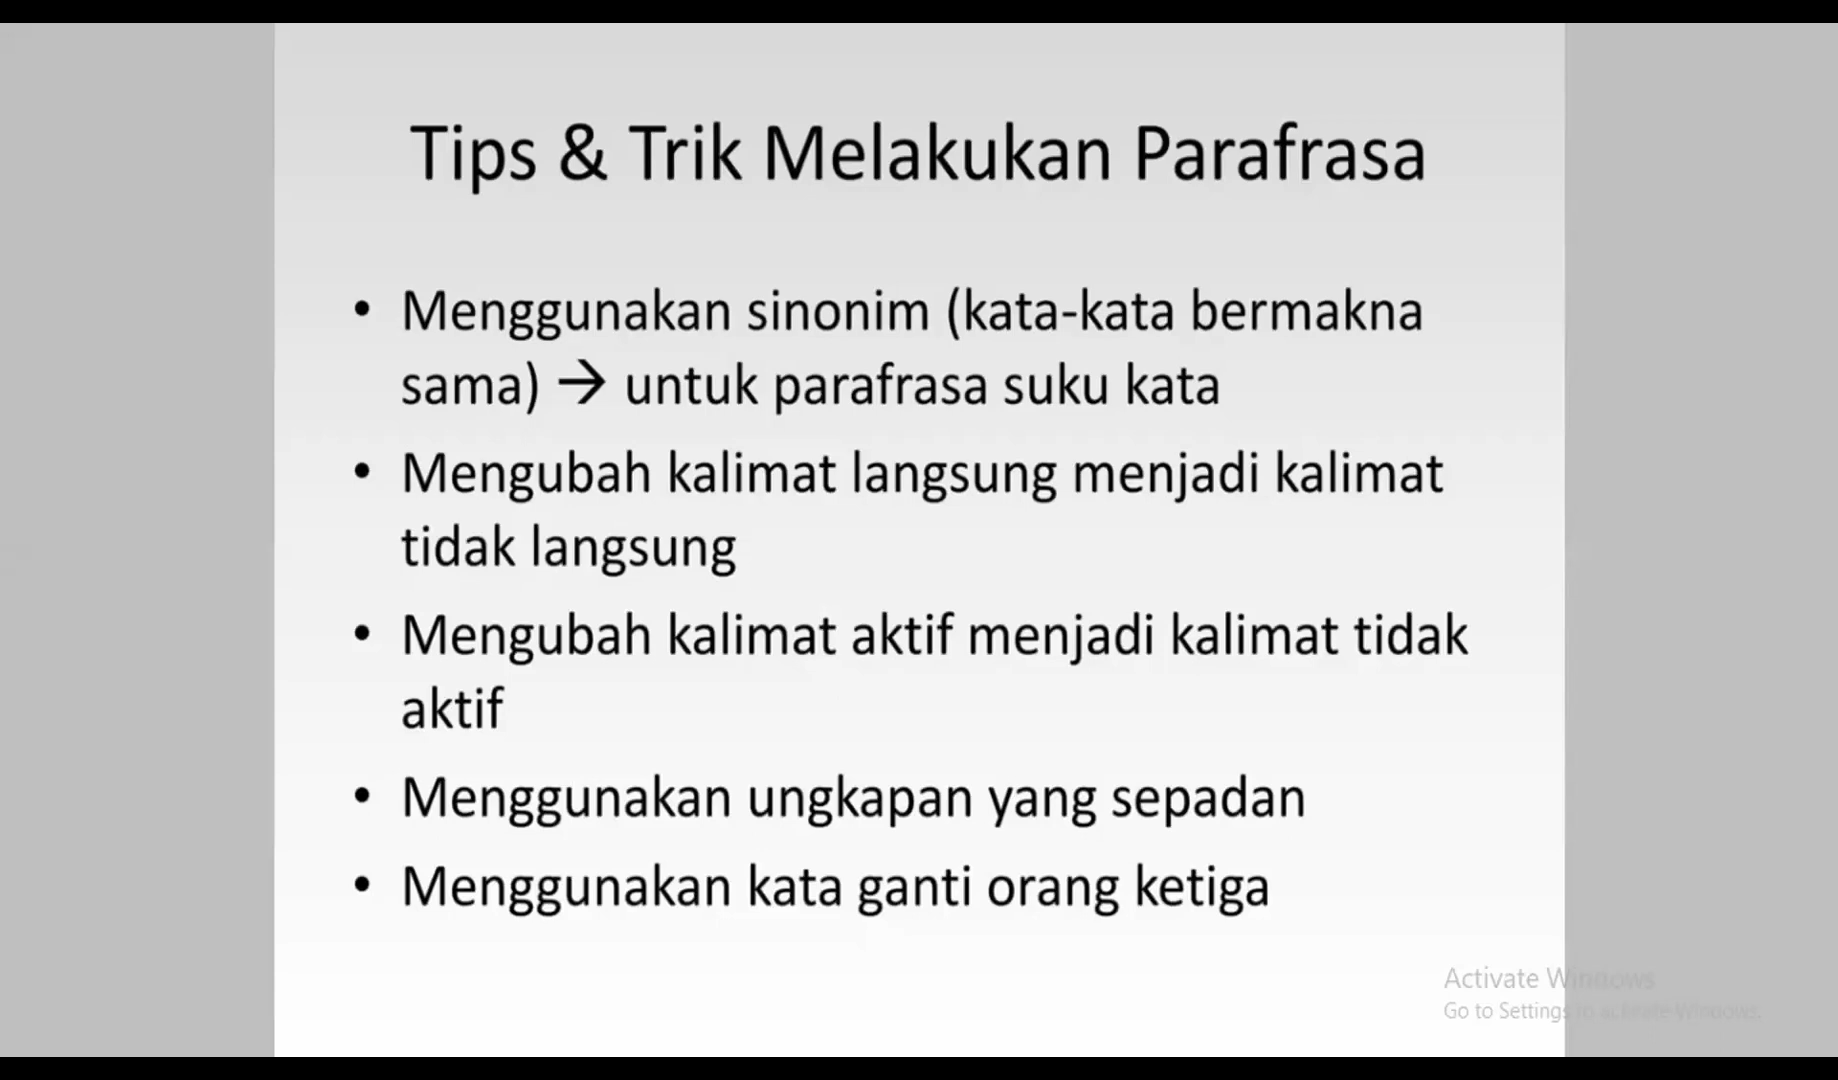 Tips & Trik Melakukan Parafrasa
• Menggunakan sinonim (kata-kata bermakna
sama) → untuk parafrasa suku kata
• Mengubah kalimat langsung menjadi kalimat
tidak langsung
• Mengubah kalimat aktif menjadi kalimat tidak
aktif
• Menggunakan ungkapan yang sepadan
• Menggunakan kata ganti orang ketiga
Activate Windows
Go to Settings to activate Windows.